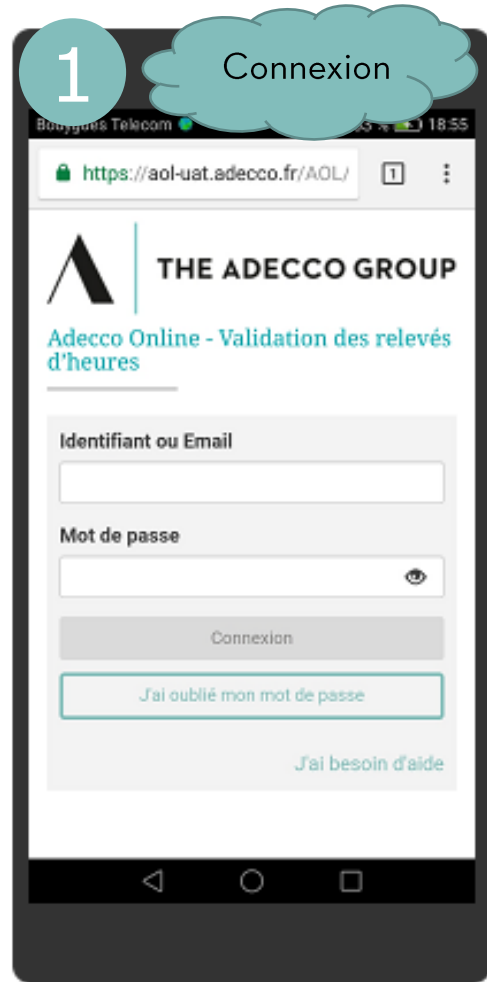 1
Connexion
Bouygues Telecom
18:55
https://aol-uat.adecco.fr/AOL/
1
THE ADECCO GROUP
Adecco Online - Validation des relevés
d'heures
Identifiant ou Email
Mot de passe
Connexion
J'ai oublié mon mot de passe
J'ai besoin d'aide